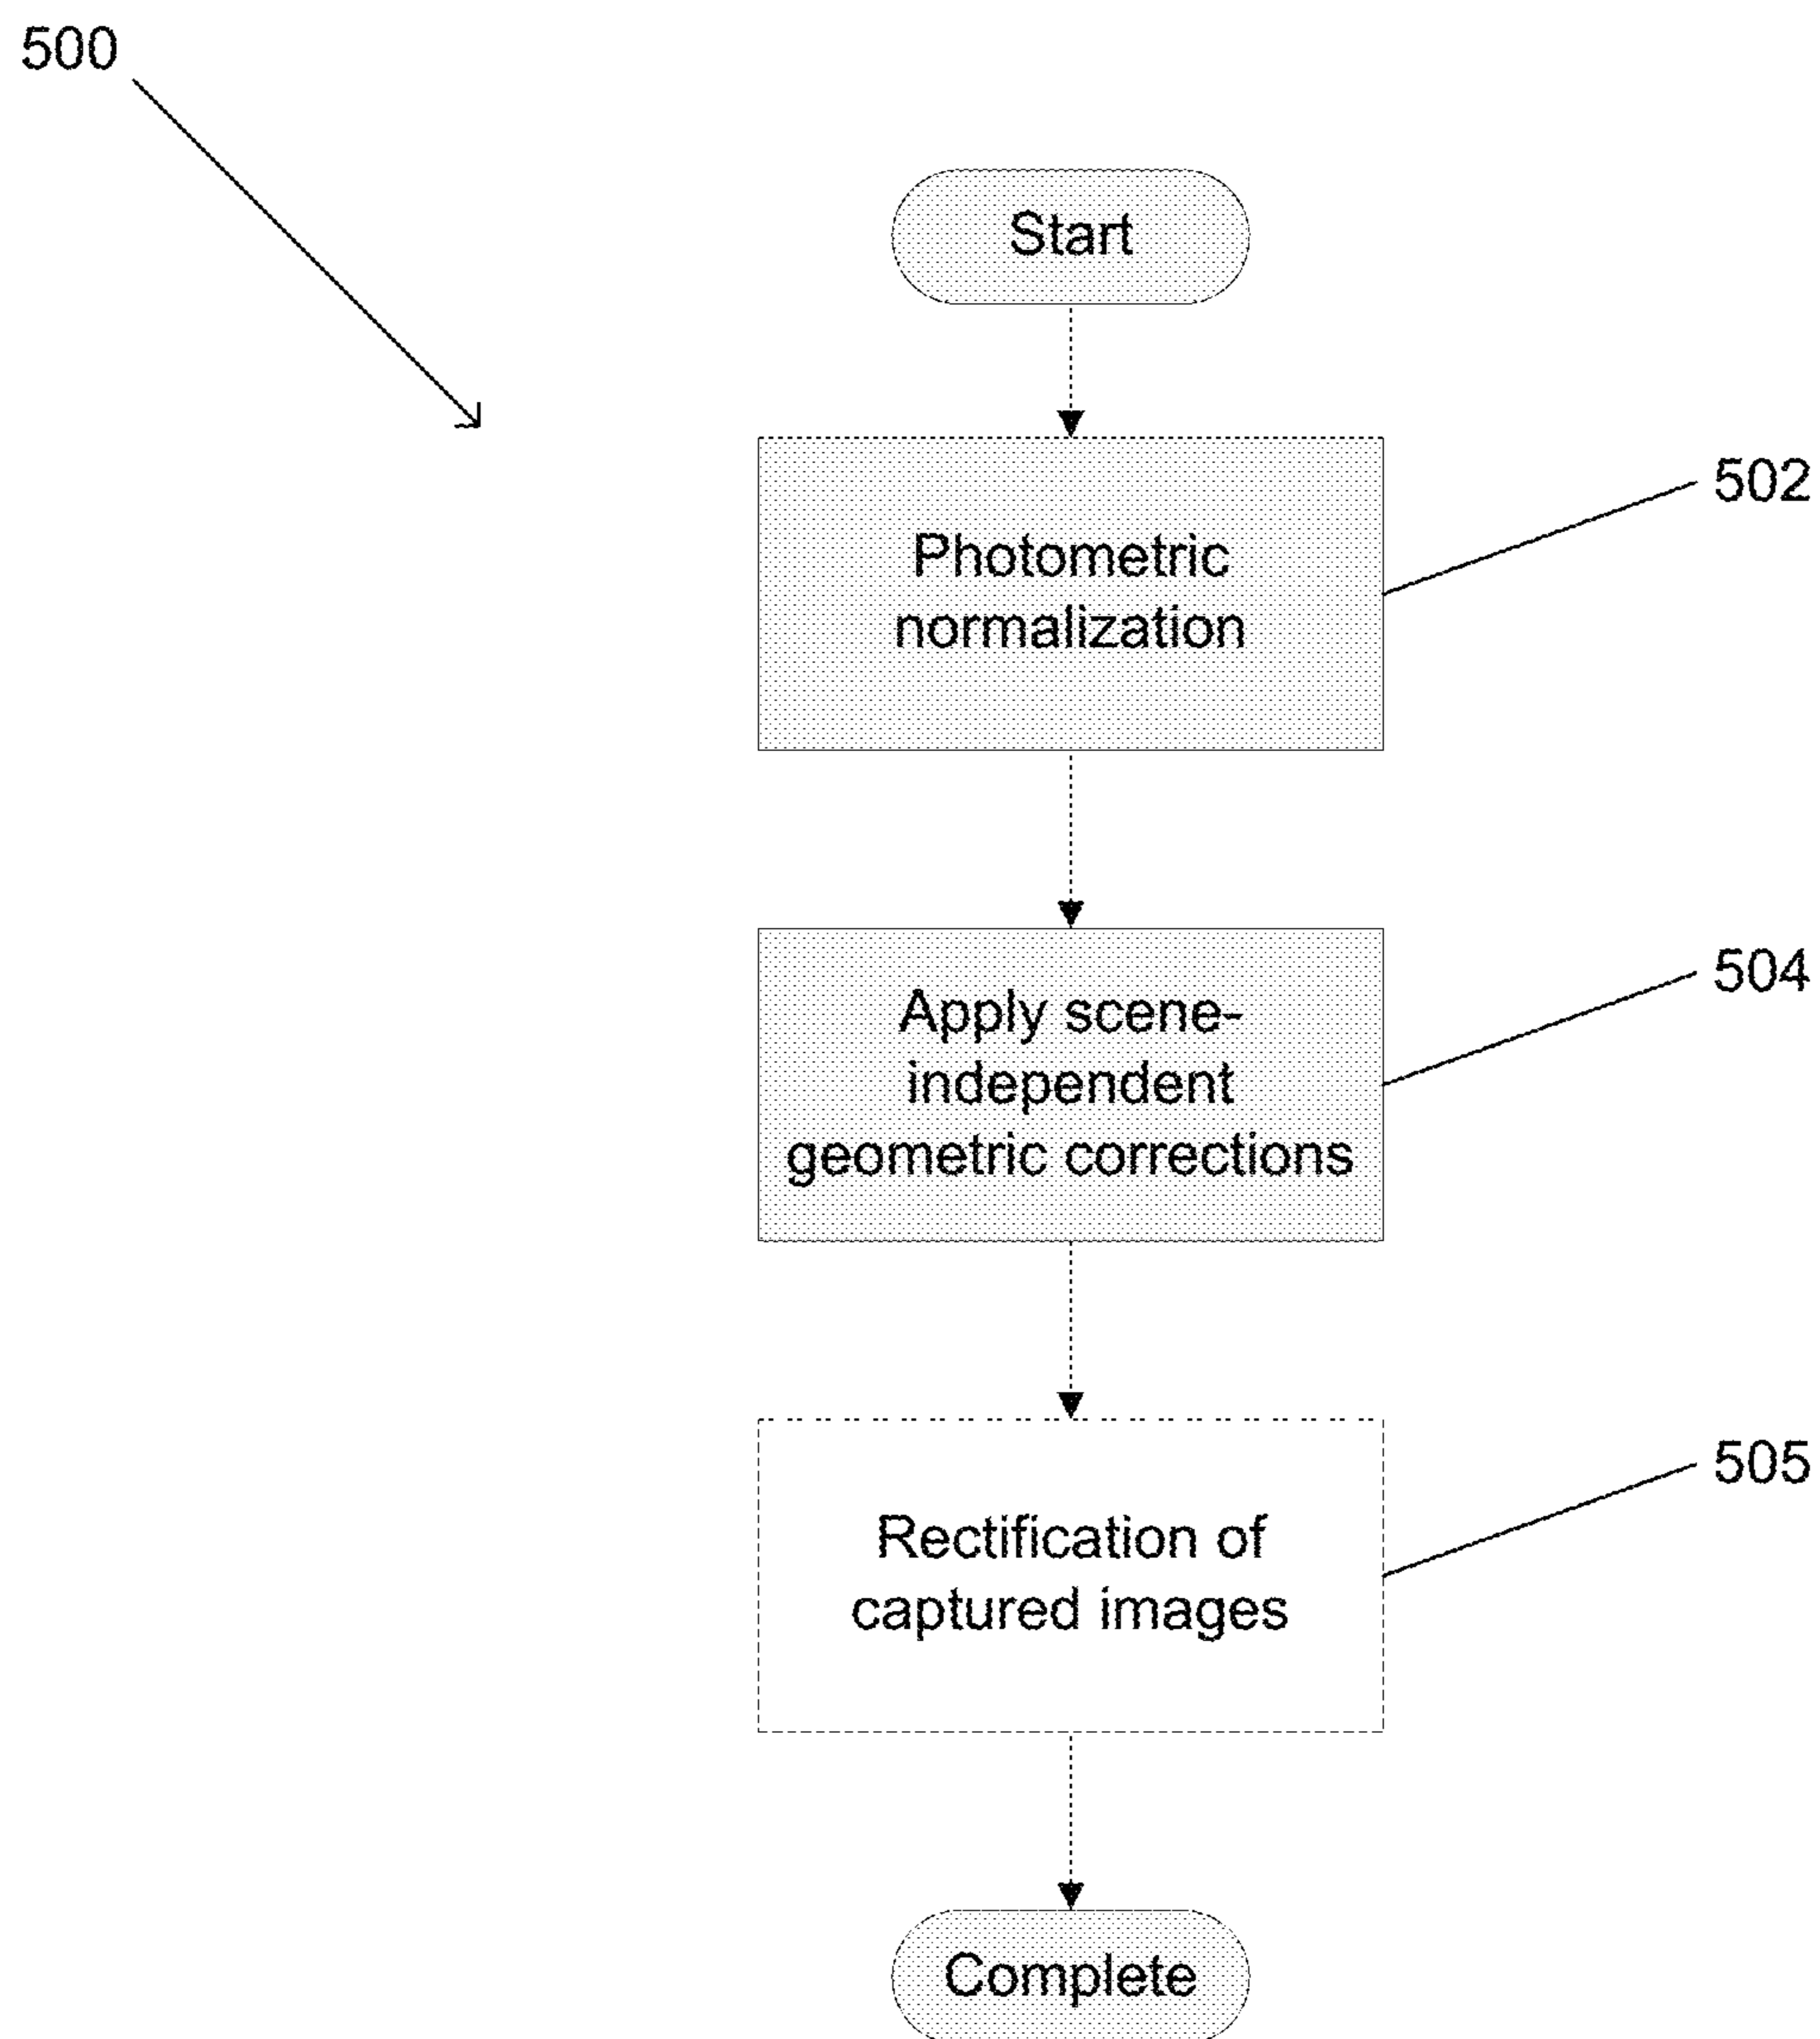 500
Start
Photometric
normalization
502
Apply scene-
independent
geometric corrections
504
Rectification of
captured images
505
Complete